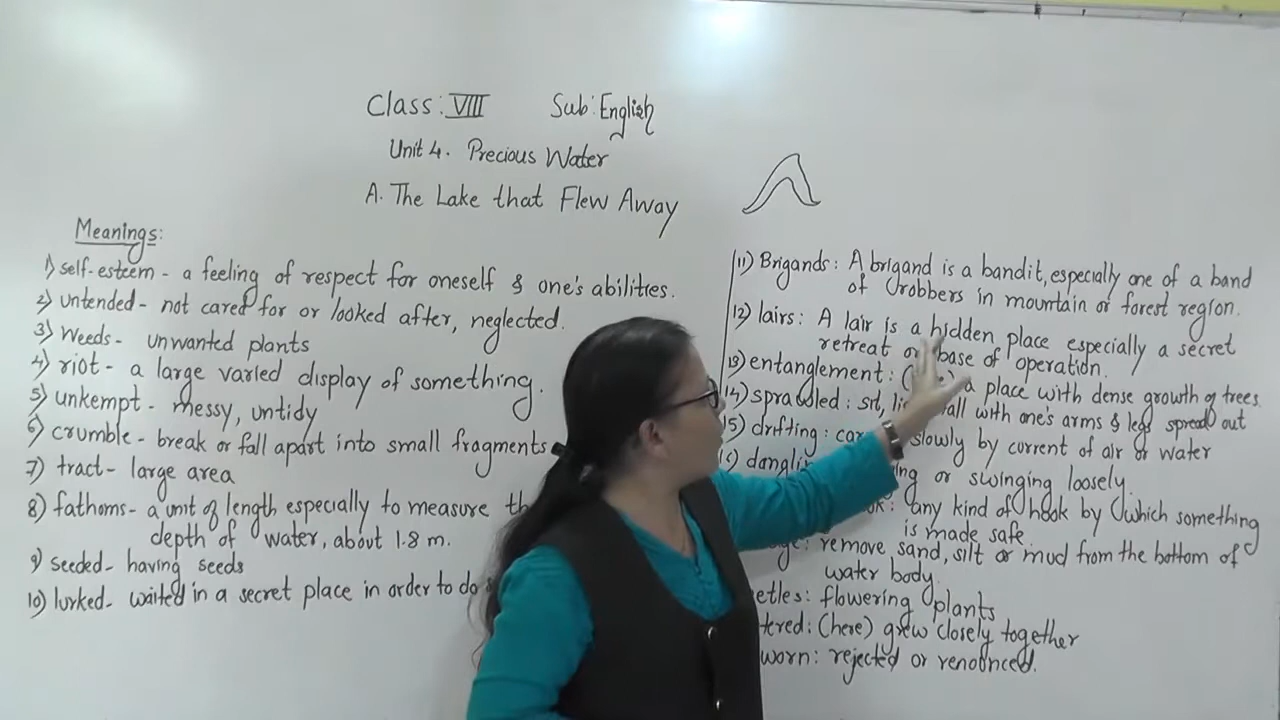 Class: VIII Sub: English
Unit 4. Precious Water
A. The Lake that Flew Away
Meanings:
1) self-esteem - a feeling of respect for oneself & one's abilities.
2) untended - not cared for or looked after, neglected.
3) Weeds - unwanted plants
4) riot - a large varied display of something.
5) unkempt - messy, untidy
6) crumble - break or fall apart into small fragments
7) tract - large area
8) fathoms - a unit of length especially to measure
depth of water, about 1.8 m.
9) seeded - having seeds
10) lurked - waited in a secret place in order to do
11) Brigands: A brigand is a bandit, especially one of a band
of robbers in mountain or forest region.
12) lairs: A lair is a hidden place especially a secret
retreat or base of operation.
13) entanglement: a place with dense growth of trees.
14) sprawled: sit, with one's arms & legs spread out
15) drifting: slowly by current of air or water
or swinging loosely.
any kind of hook by which something
is made safe.
remove sand, silt or mud from the bottom of
water body.
flowering plants
(here) grew closely together
rejected or renounced.